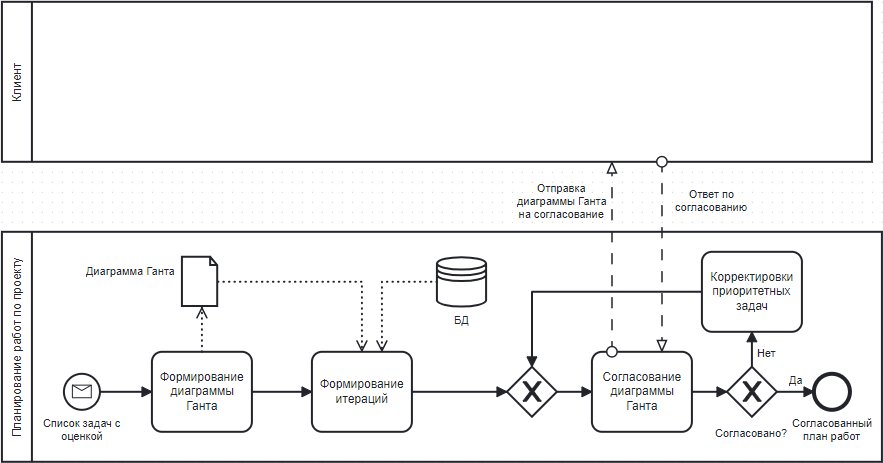 Клиент
Отправка
диаграммы Ганта
на согласование
Ответ по
согласованию
Планирование работ по проекту
Диаграмма Ганта
БД
Корректировки
приоритетных
задач
Список задач с
оценкой
Формирование
диаграммы
Ганта
Формирование
итераций
Согласование
диаграммы
Ганта
Нет
Да
Согласовано?
Согласованный
план работ